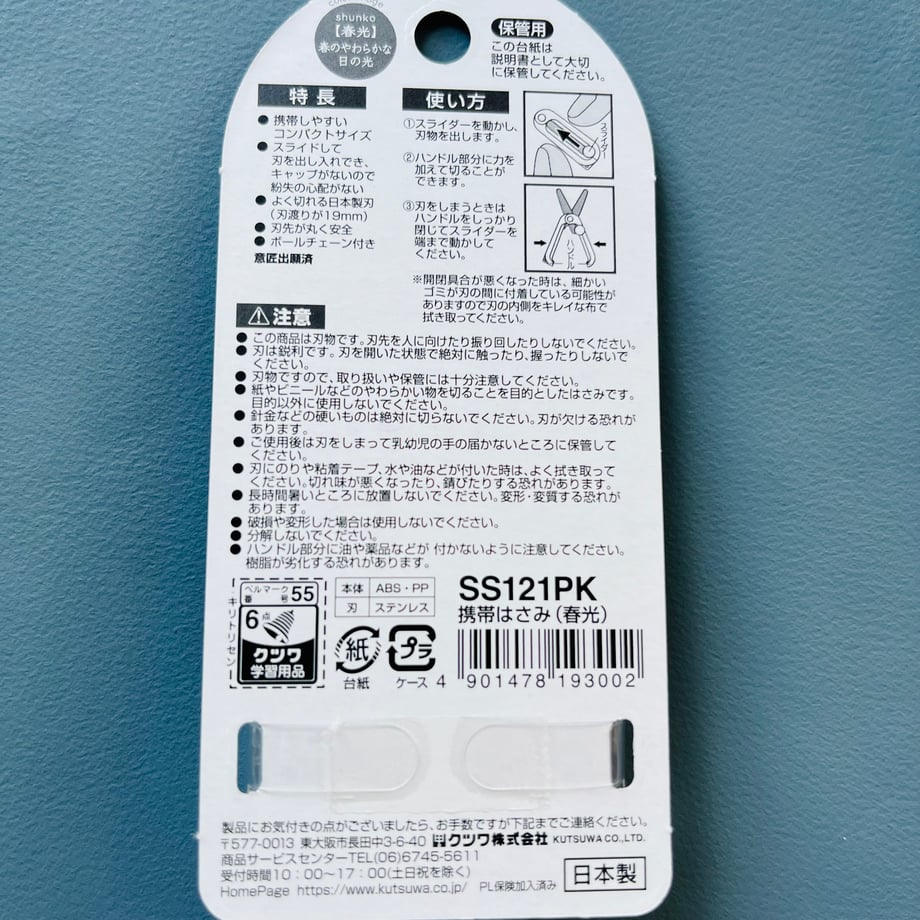 shunko
【春光】
春のやわらかな
日の光
保管用
この台紙は
説明書として大切
に保管してください。
特長
●携帯しやすい
コンパクトサイズ
●スライドして
刃を出し入れでき、
キャップがないので
紛失の心配がない
●よく切れる日本製刃
(刃渡りが19mm)
●刃先が丸く安全
●ボールチェーン付き
意匠出願済
使い方
①スライダーを動かし、
刃物を出します。
②ハンドル部分に力を
加えて切ることが
できます。
③刃をしまうときは
ハンドルをしっかり
閉じてスライダーを
端まで動かして
ください。
スライダー
ハンドル
※開閉具合が悪くなった時は、細かい
ゴミが刃の間に付着している可能性が
ありますので刃の内側をキレイな布で
拭き取ってください。
注意
●この商品は刃物です。刃先を人に向けたり振り回したりしないでください。
●刃は鋭利です。刃を開いた状態で絶対に触ったり、握ったりしないで
ください。
●刃物ですので、取り扱いや保管には十分注意してください。
●紙やビニールなどのやわらかい物を切ることを目的としたはさみです。
目的以外に使用しないでください。
●針金などの硬いものは絶対に切らないでください。刃が欠ける恐れが
あります。
●ご使用後は刃をしまって乳幼児の手の届かないところに保管して
ください。
●刃にのりや粘着テープ、水や油などが付いた時は、よく拭き取って
ください。切れ味が悪くなったり、錆びたりする恐れがあります。
●長時間暑いところに放置しないでください。変形・変質する恐れが
あります。
●破損や変形した場合は使用しないでください。
●分解しないでください。
●ハンドル部分に油や薬品などが 付かないように注意してください。
樹脂が劣化する恐れがあります。
キリトリセン
ベルマーク
番号 55
6点
クツワ
学習用品
本体 ABS・PP
刃 ステンレス
紙
台紙
プラ
ケース
SS121PK
携帯はさみ(春光)
4 901478 193002
製品にお気付きの点がございましたら、お手数ですが下記までご連絡ください。
〒577-0013 東大阪市長田中3-6-40 クツワ株式会社 KUTSUWA CO.,LTD.
商品サービスセンターTEL(06)6745-5611
受付時間10:00〜17:00(土日祝を除く)
HomePage https://www.kutsuwa.co.jp/ PL保険加入済み
日本製